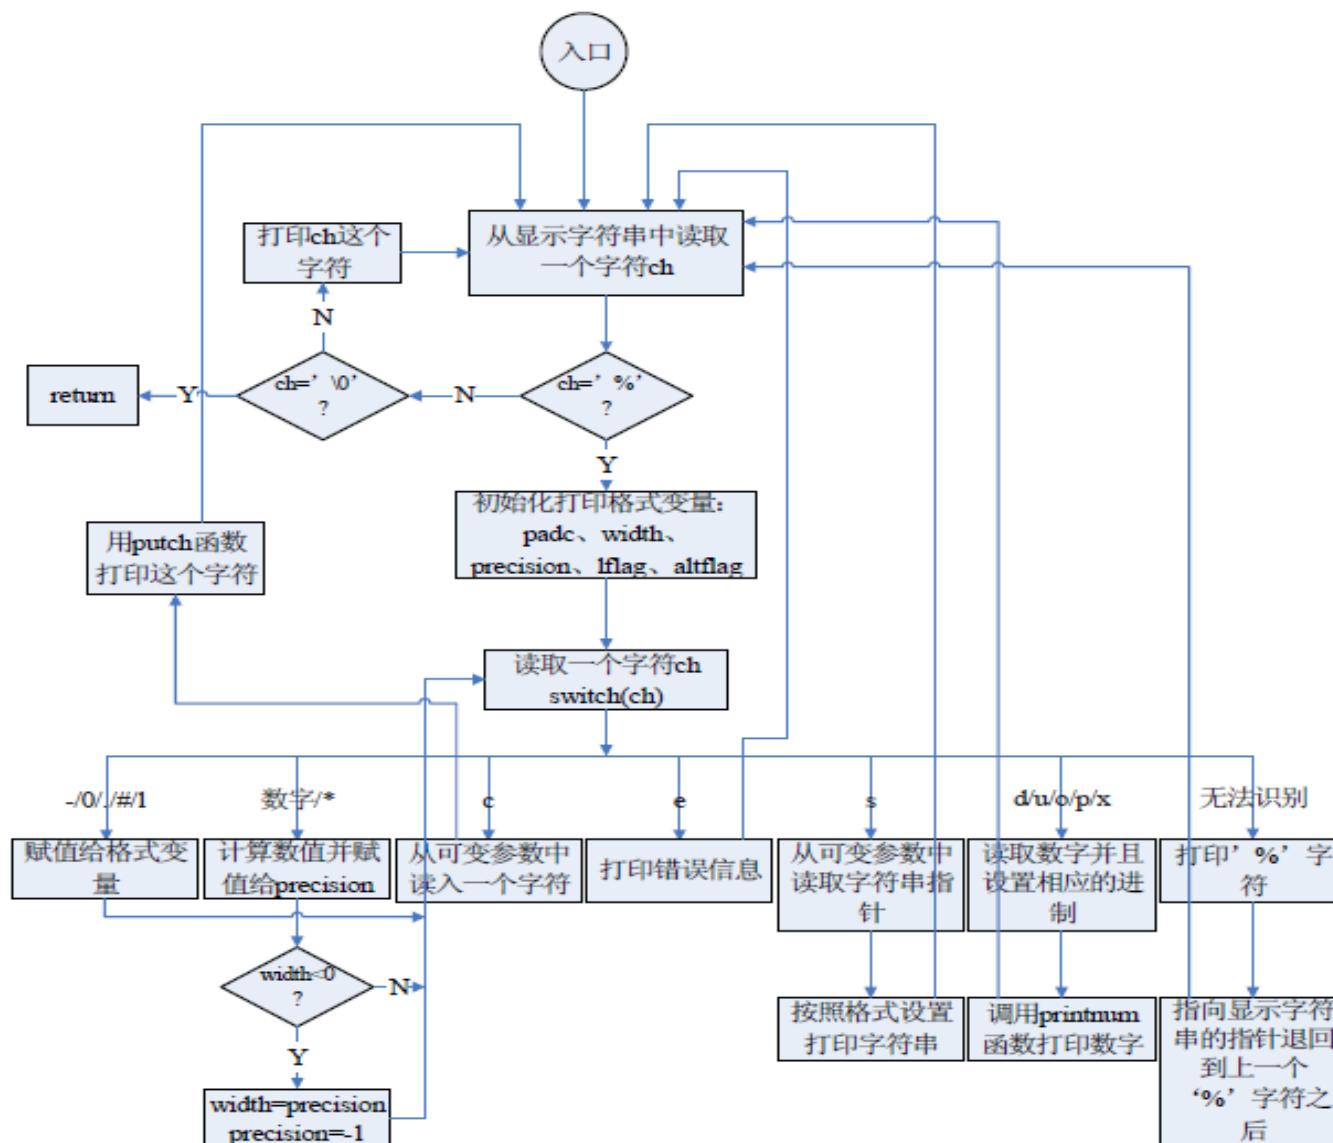 入口
从显示字符串中读取
一个字符ch
打印ch这个
字符
N
ch=’\0’
?
Y
return
N
ch=’%’
?
Y
初始化打印格式变量：
padc、width、
precision、lflag、altflag
用putch函数
打印这个字符
读取一个字符ch
switch(ch)
-/0/./#/1
数字/*
c
e
s
d/u/o/p/x
无法识别
赋值给格式变
量
计算数值并赋
值给precision
从可变参数中
读入一个字符
打印错误信息
从可变参数中
读取字符串指
针
读取数字并且
设置相应的进
制
打印’%’字
符
width<0
?
N
Y
width=precision
precision=-1
按照格式设置
打印字符串
调用printnum
函数打印数字
指向显示字符
串的指针退回
到上一个
‘%’字符之
后